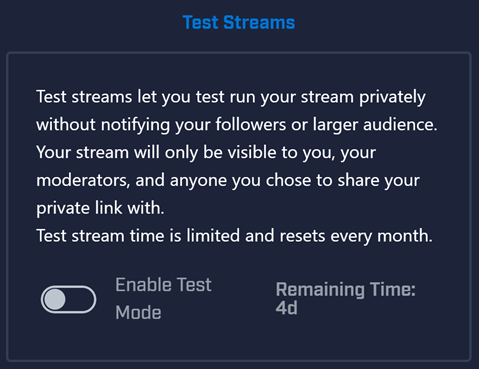 Test Streams
Test streams let you test run your stream privately
without notifying your followers or larger audience.
Your stream will only be visible to you, your
moderators, and anyone you chose to share your
private link with.
Test stream time is limited and resets every month.
Enable Test
Mode
Remaining Time:
4d